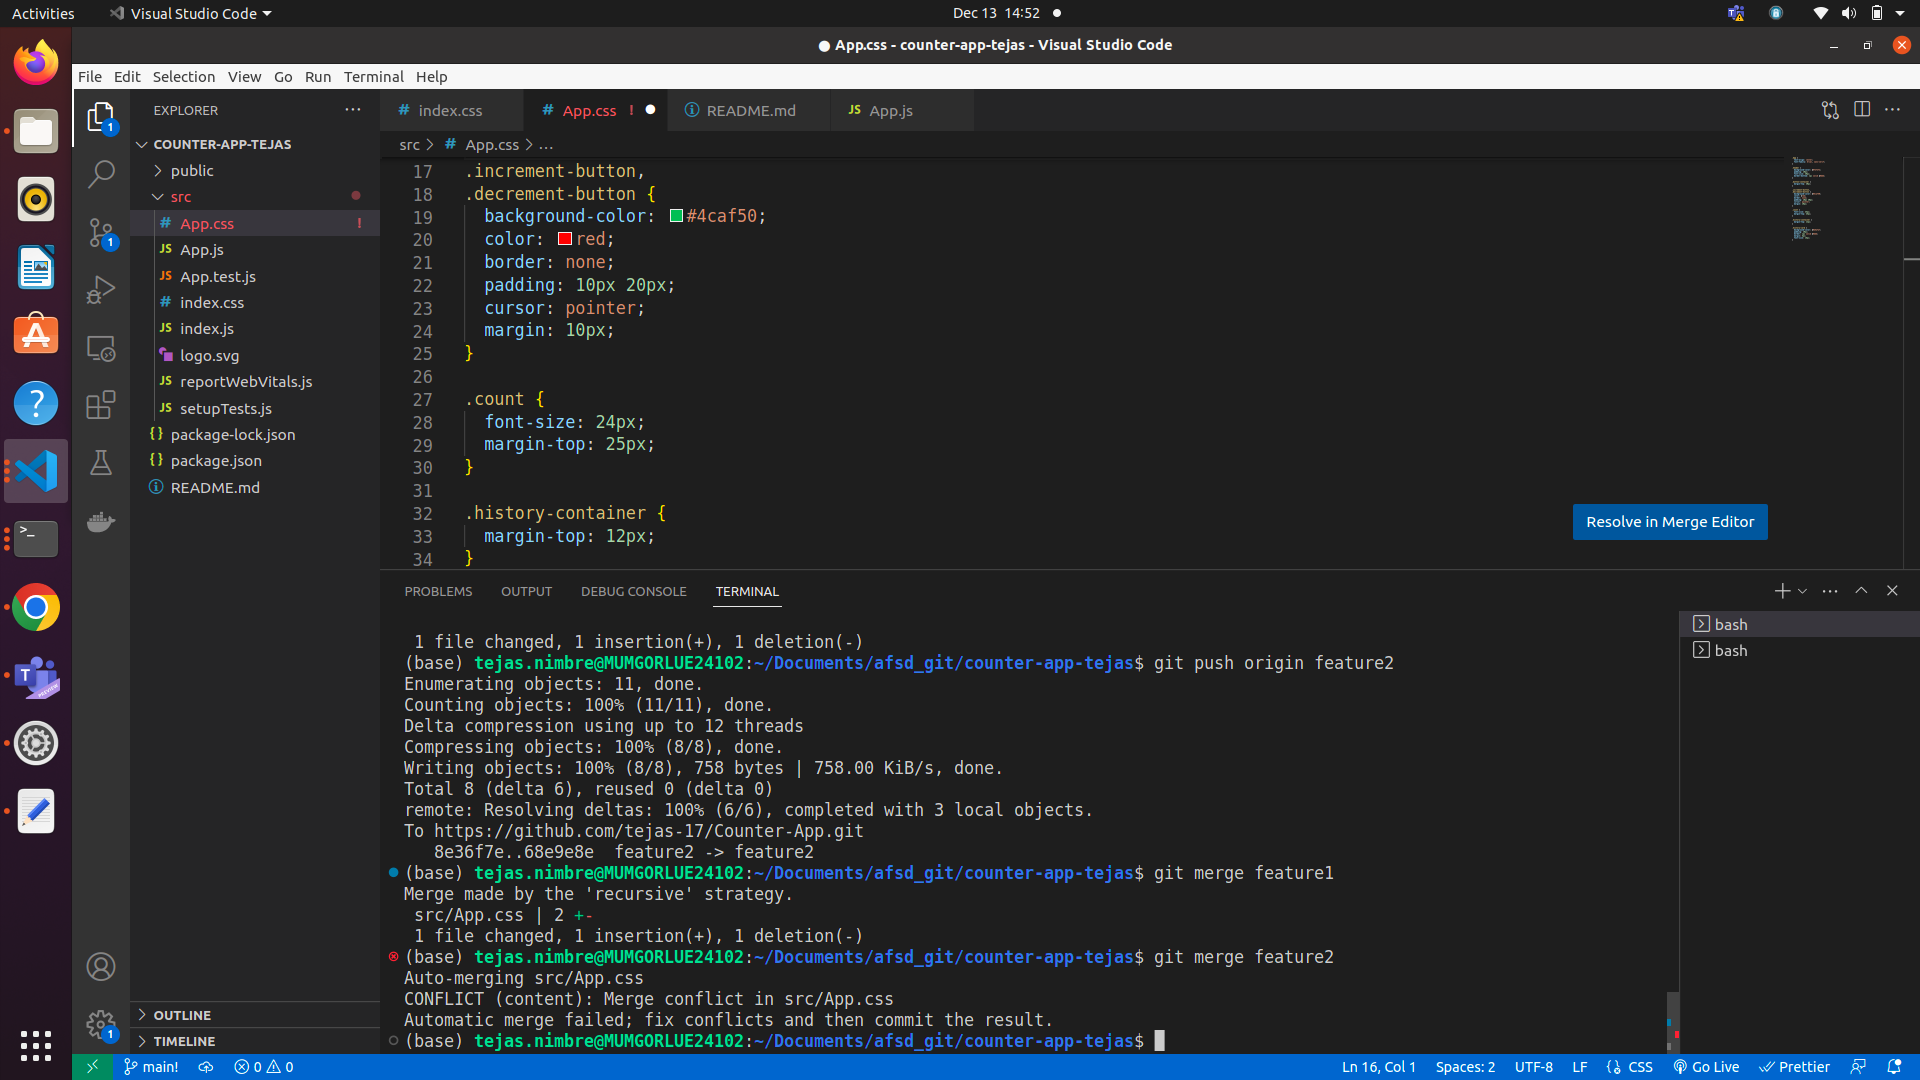 Activities
Visual Studio Code
Dec 13 14:52
● App.css - counter-app-tejas - Visual Studio Code
File Edit Selection View Go Run Terminal Help
EXPLORER
COUNTER-APP-TEJAS
public
src
# App.css !
JS App.js
JS App.test.js
# index.css
JS index.js
logo.svg
JS reportWebVitals.js
JS setupTests.js
{} package-lock.json
{} package.json
README.md
OUTLINE
TIMELINE
1
1
1
# index.css
# App.css !
README.md
JS App.js
src > # App.css > ...
17 .increment-button,
18 .decrement-button {
19 background-color: #4caf50;
20 color: red;
21 border: none;
22 padding: 10px 20px;
23 cursor: pointer;
24 margin: 10px;
25 }
26
27 .count {
28 font-size: 24px;
29 margin-top: 25px;
30 }
31
32 .history-container {
33 margin-top: 12px;
34 }
Resolve in Merge Editor
PROBLEMS OUTPUT DEBUG CONSOLE TERMINAL
1 file changed, 1 insertion(+), 1 deletion(-)
(base) tejas.nimbre@MUMGORLUE24102:~/Documents/afsd_git/counter-app-tejas$ git push origin feature2
Enumerating objects: 11, done.
Counting objects: 100% (11/11), done.
Delta compression using up to 12 threads
Compressing objects: 100% (8/8), done.
Writing objects: 100% (8/8), 758 bytes | 758.00 KiB/s, done.
Total 8 (delta 6), reused 0 (delta 0)
remote: Resolving deltas: 100% (6/6), completed with 3 local objects.
To https://github.com/tejas-17/Counter-App.git
8e36f7e..68e9e8e feature2 -> feature2
(base) tejas.nimbre@MUMGORLUE24102:~/Documents/afsd_git/counter-app-tejas$ git merge feature1
Merge made by the 'recursive' strategy.
src/App.css | 2 +-
1 file changed, 1 insertion(+), 1 deletion(-)
(base) tejas.nimbre@MUMGORLUE24102:~/Documents/afsd_git/counter-app-tejas$ git merge feature2
Auto-merging src/App.css
CONFLICT (content): Merge conflict in src/App.css
Automatic merge failed; fix conflicts and then commit the result.
(base) tejas.nimbre@MUMGORLUE24102:~/Documents/afsd_git/counter-app-tejas$
bash
bash
main! 0 0
Ln 16, Col 1 Spaces: 2 UTF-8 LF {} CSS Go Live Prettier